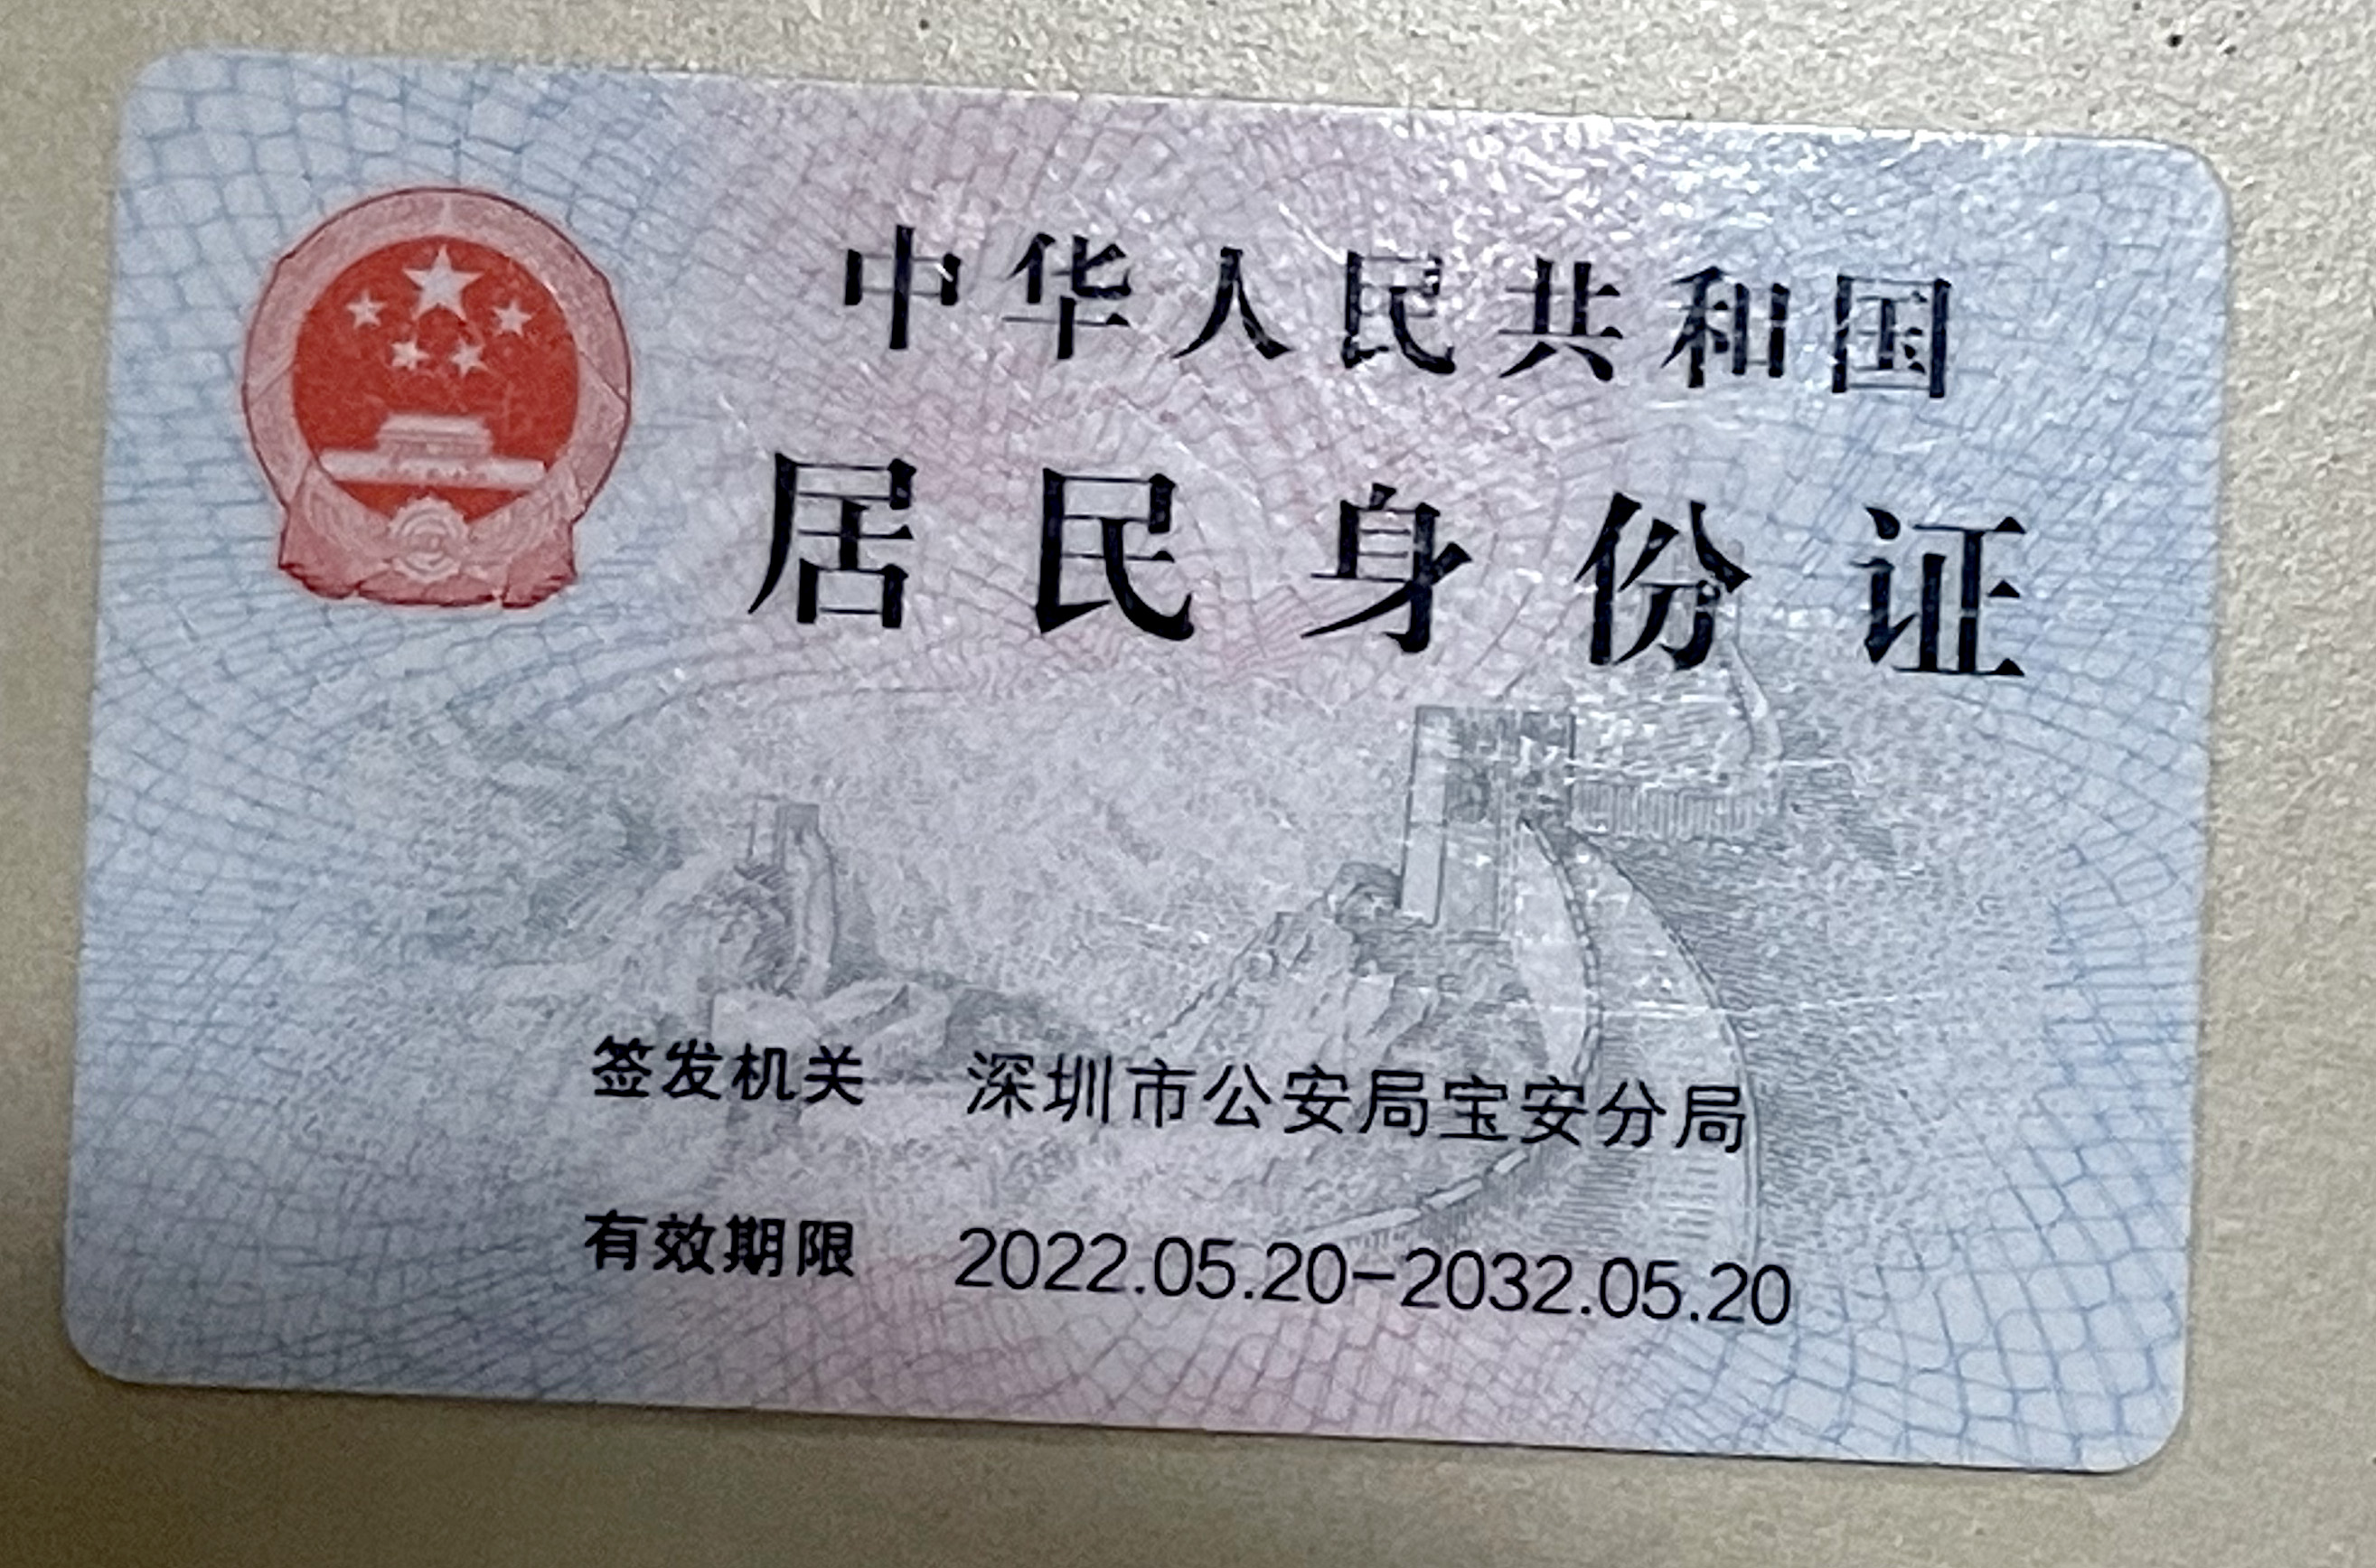 中华人民共和国
居民身份证
签发机关 深圳市公安局宝安分局
有效期限 2022.05.20-2032.05.20